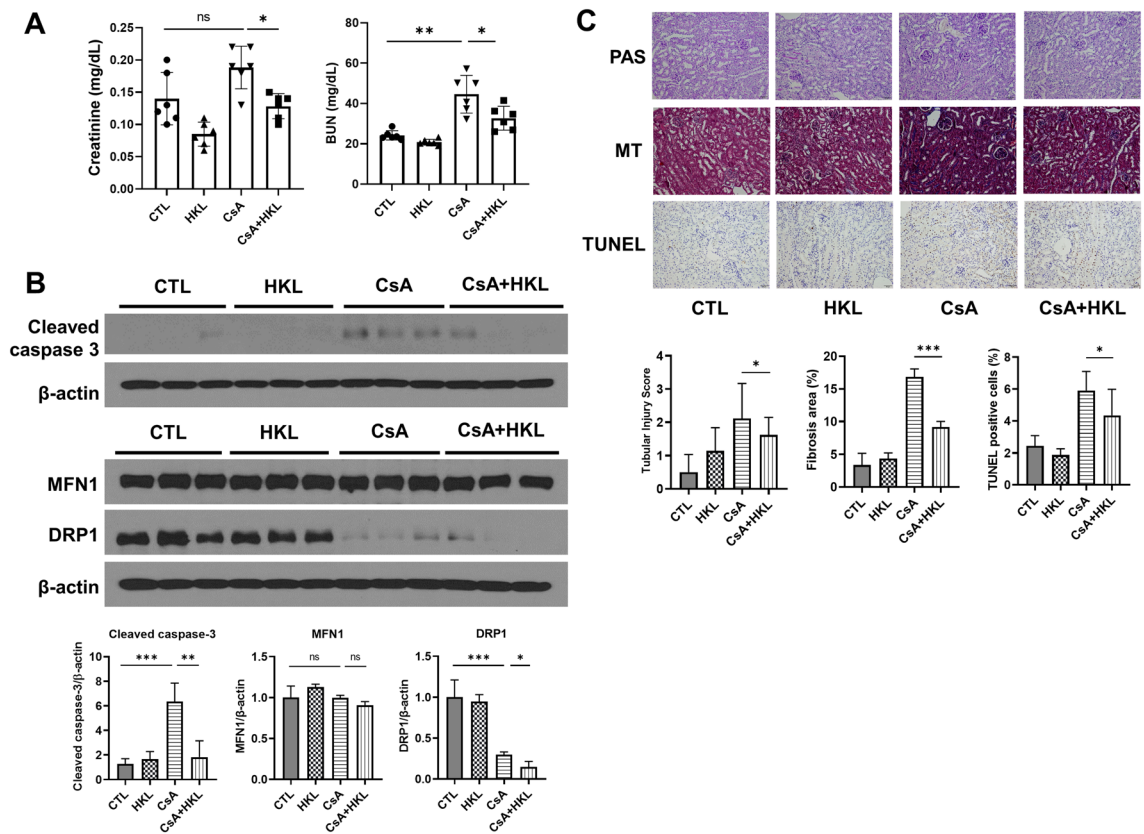 A
ns
*
Creatinine (mg/dL)
0.25
0.20
0.15
0.10
0.05
0.00
CTL
HKL
CsA
CsA+HKL
**
*
BUN (mg/dL)
80
60
40
20
0
CTL
HKL
CsA
CsA+HKL
B
CTL HKL CsA CsA+HKL
Cleaved
caspase 3
β-actin
CTL HKL CsA CsA+HKL
MFN1
DRP1
β-actin
Cleaved caspase-3
*** **
Cleaved caspase-3/β-actin
10
8
6
4
2
0
CTL
HKL
CsA
CsA+HKL
MFN1
ns ns
MFN1/β-actin
1.5
1.0
0.5
0.0
CTL
HKL
CsA
CsA+HKL
DRP1
*** *
DRP1/β-actin
1.5
1.0
0.5
0.0
CTL
HKL
CsA
CsA+HKL
C
PAS
MT
TUNEL
CTL HKL CsA CsA+HKL
*
Tubular Injury Score
4
3
2
1
0
CTL
HKL
CsA
CsA+HKL
***
Fibrosis area (%)
20
15
10
5
0
CTL
HKL
CsA
CsA+HKL
*
TUNEL positive cells (%)
8
6
4
2
0
CTL
HKL
CsA
CsA+HKL